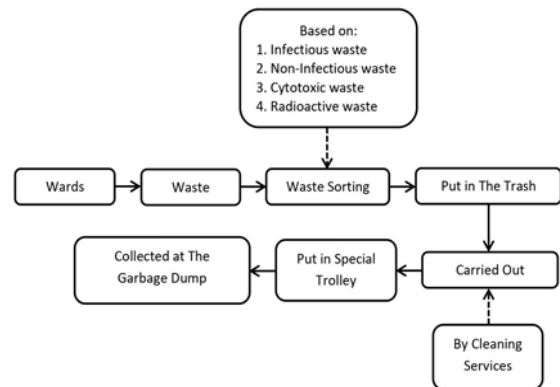 Based on:
1. Infectious waste
2. Non-Infectious waste
3. Cytotoxic waste
4. Radioactive waste
Wards
Waste
Waste Sorting
Put in The Trash
Collected at The
Garbage Dump
Put in Special
Trolley
Carried Out
By Cleaning
Services